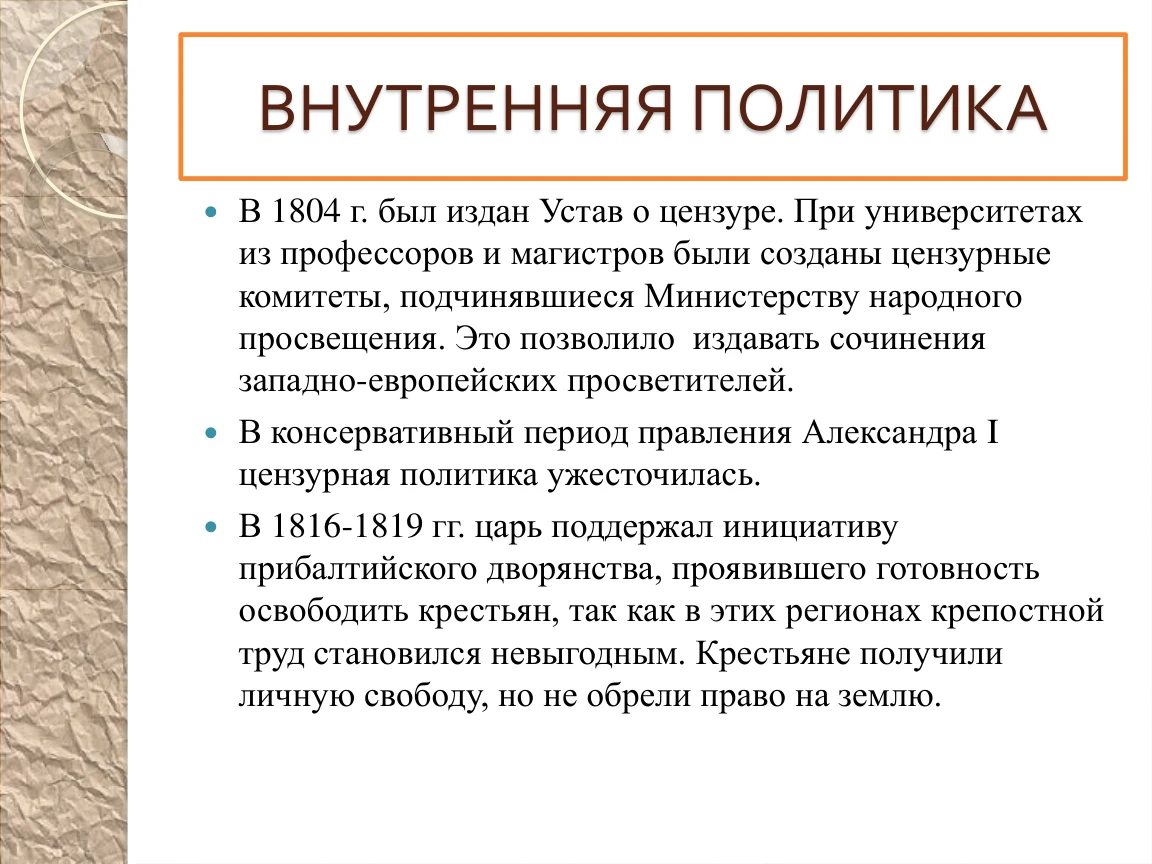 ВНУТРЕННЯЯ ПОЛИТИКА
• В 1804 г. был издан Устав о цензуре. При университетах
из профессоров и магистров были созданы цензурные
комитеты, подчинявшиеся Министерству народного
просвещения. Это позволило  издавать сочинения
западно-европейских просветителей.
• В консервативный период правления Александра I
цензурная политика ужесточилась.
• В 1816-1819 гг. царь поддержал инициативу
прибалтийского дворянства, проявившего готовность
освободить крестьян, так как в этих регионах крепостной
труд становился невыгодным. Крестьяне получили
личную свободу, но не обрели право на землю.